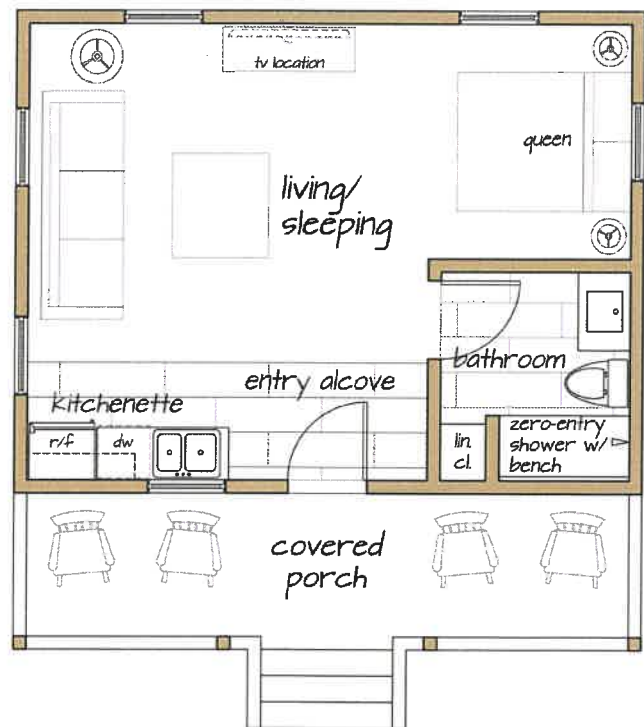 tv location
queen
living/
sleeping
bathroom
entry alcove
kitchenette
r/f
dw
lin.
cl.
zero-entry
shower w/
bench
covered
porch